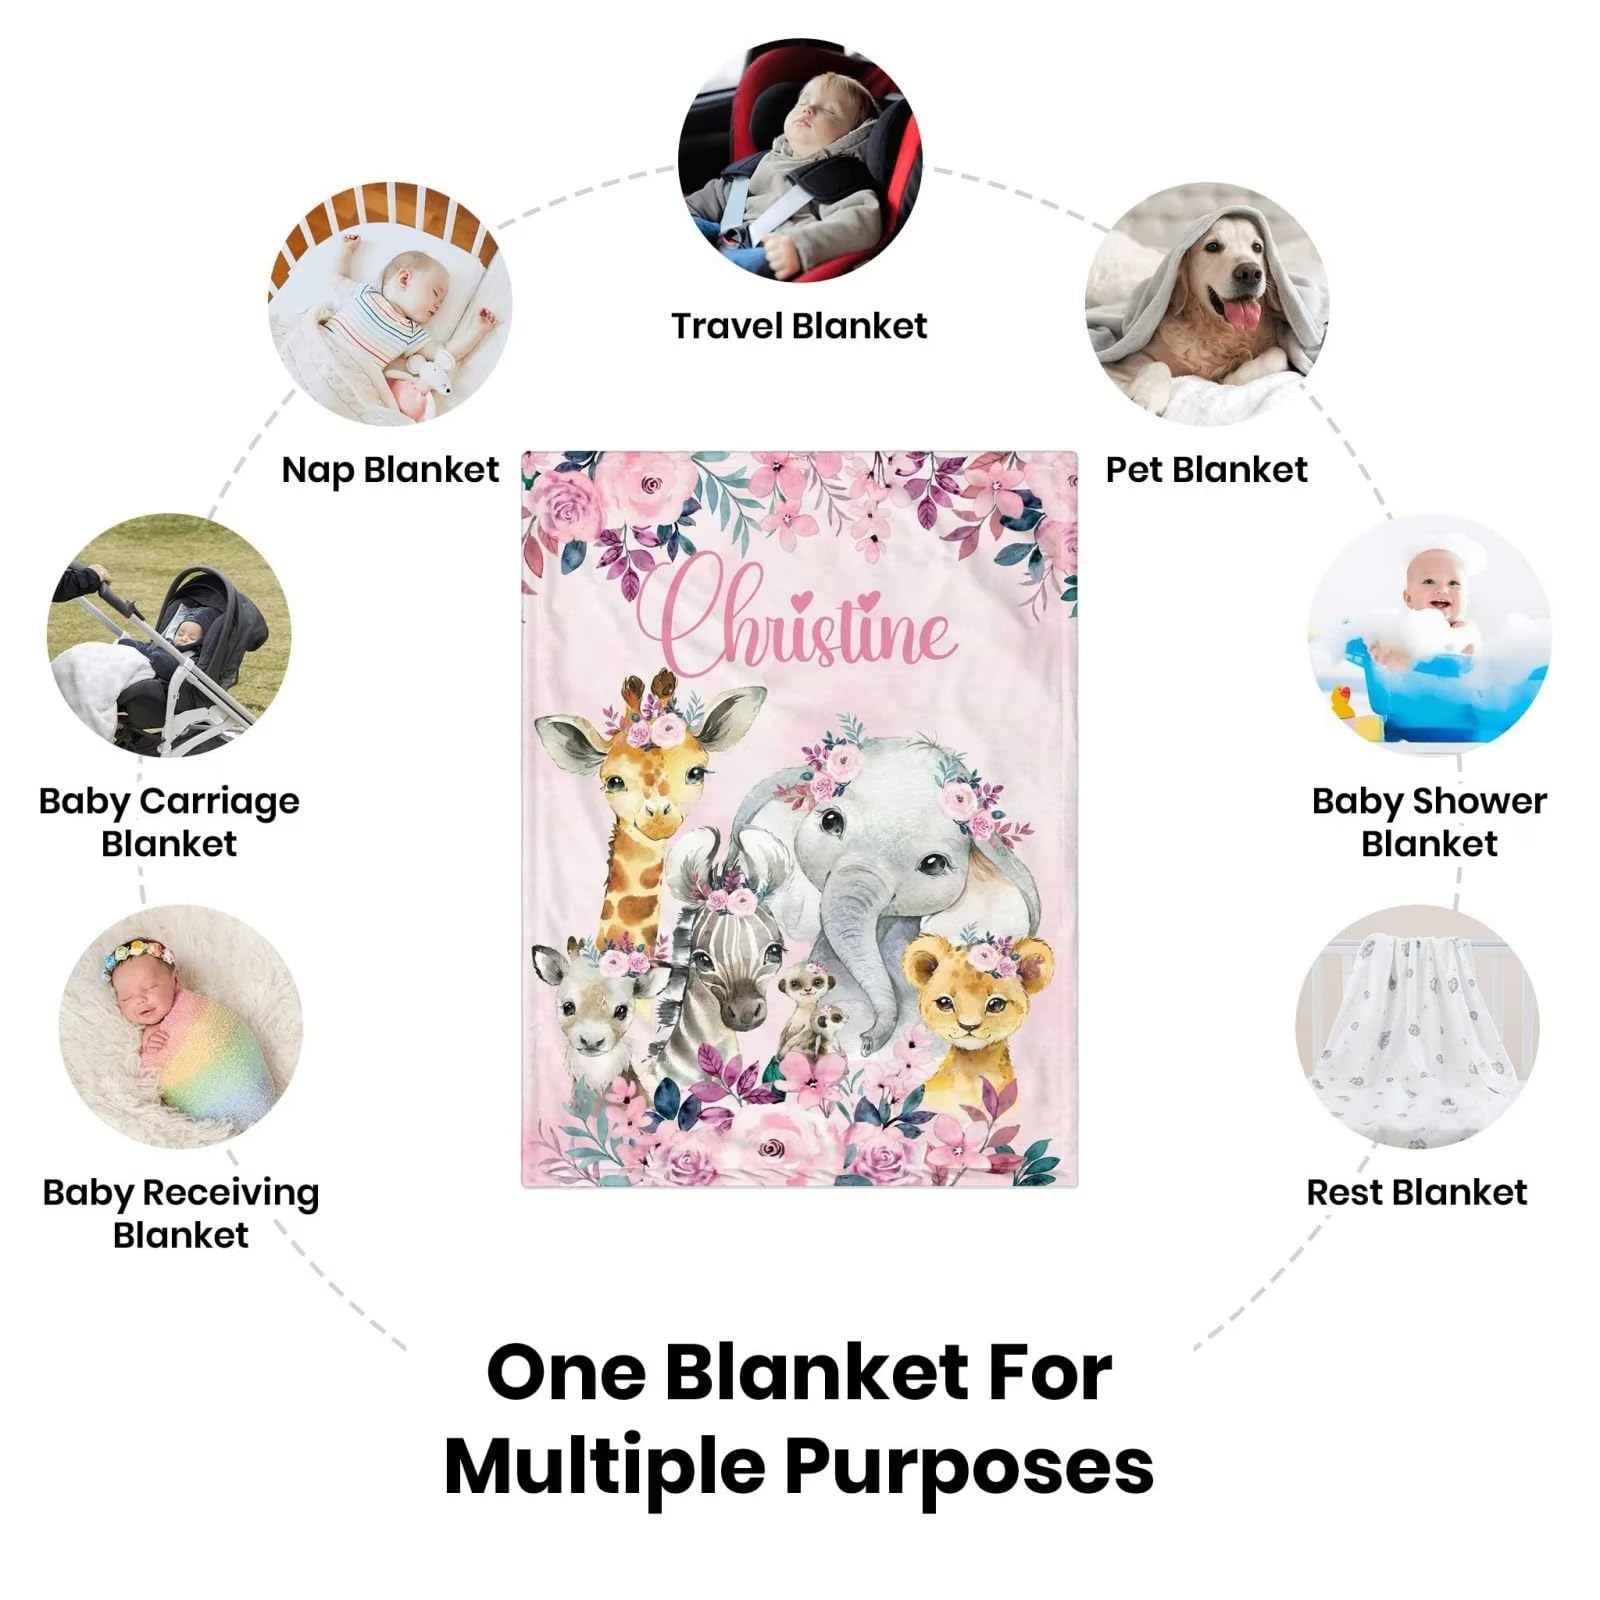 Travel Blanket
Nap Blanket
Pet Blanket
Christine
Baby Carriage
Blanket
Baby Shower
Blanket
Baby Receiving
Blanket
Rest Blanket
One Blanket For
Multiple Purposes